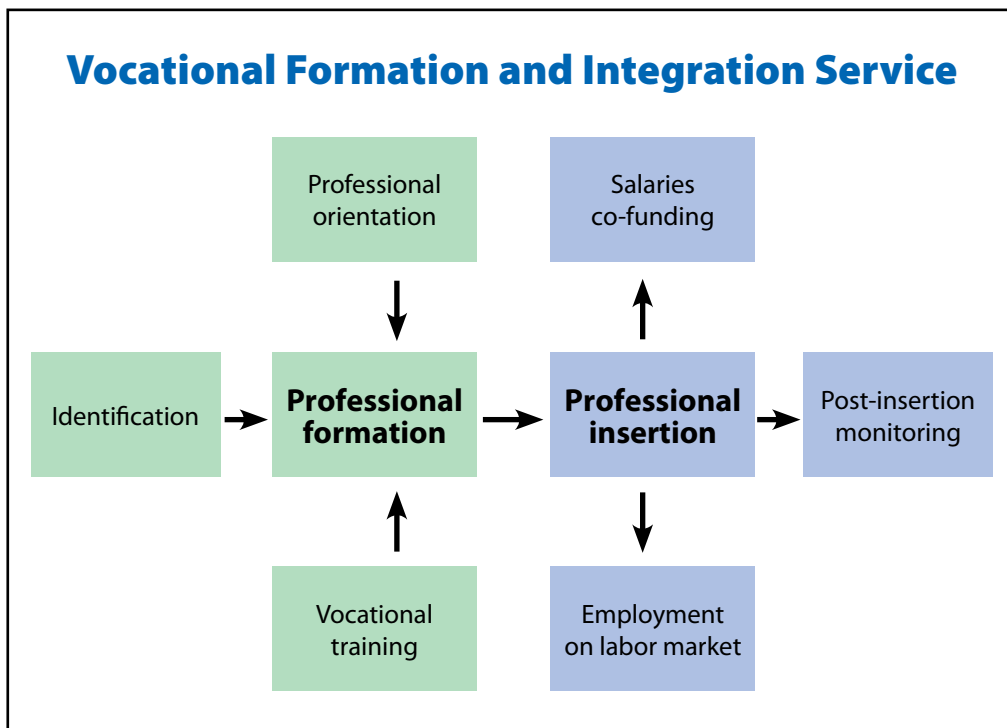 Vocational Formation and Integration Service
Professional
orientation
Salaries
co-funding
Identification
Professional
formation
Professional
insertion
Post-insertion
monitoring
Vocational
training
Employment
on labor market